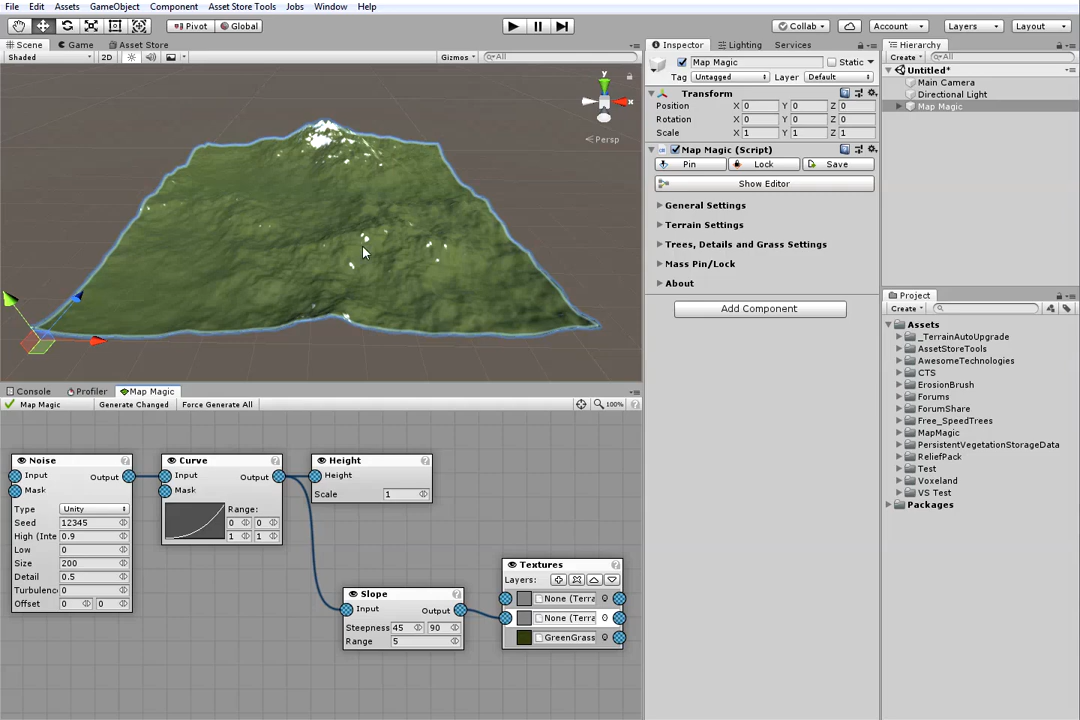 File Edit Assets GameObject Component Asset Store Tools Jobs Window Help
Pivot Global Collab Account Layers Layout
Scene Game Asset Store Inspector Lighting Services Hierarchy
Shaded 2D Gizmos All Create All
Map Magic Static
Tag Untagged Layer Default
Untitled*
Main Camera
Directional Light
Map Magic
y
x
Persp
Transform
Position X 0 Y 0 Z 0
Rotation X 0 Y 0 Z 0
Scale X 1 Y 1 Z 1
Map Magic (Script)
Pin Lock Save
Show Editor
General Settings
Terrain Settings
Trees, Details and Grass Settings
Mass Pin/Lock
About
Add Component
Project
Create
Assets
_TerrainAutoUpgrade
AssetStoreTools
AwesomeTechnologies
CTS
ErosionBrush
Forums
ForumShare
Free_SpeedTrees
MapMagic
PersistentVegetationStorageData
ReliefPack
Test
Voxeland
VS Test
Packages
Console Profiler Map Magic
Map Magic Generate Changed Force Generate All 100%
Noise
Input Output
Mask
Type Unity
Seed 12345
High (Inte 0.9
Low 0
Size 200
Detail 0.5
Turbulenc 0
Offset 0 0
Curve
Input Output
Mask
Range:
0 0
1 1
Height
Height
Scale 1
Slope
Input Output
Steepness 45 90
Range 5
Textures
Layers:
None (Terra
None (Terra
GreenGrass